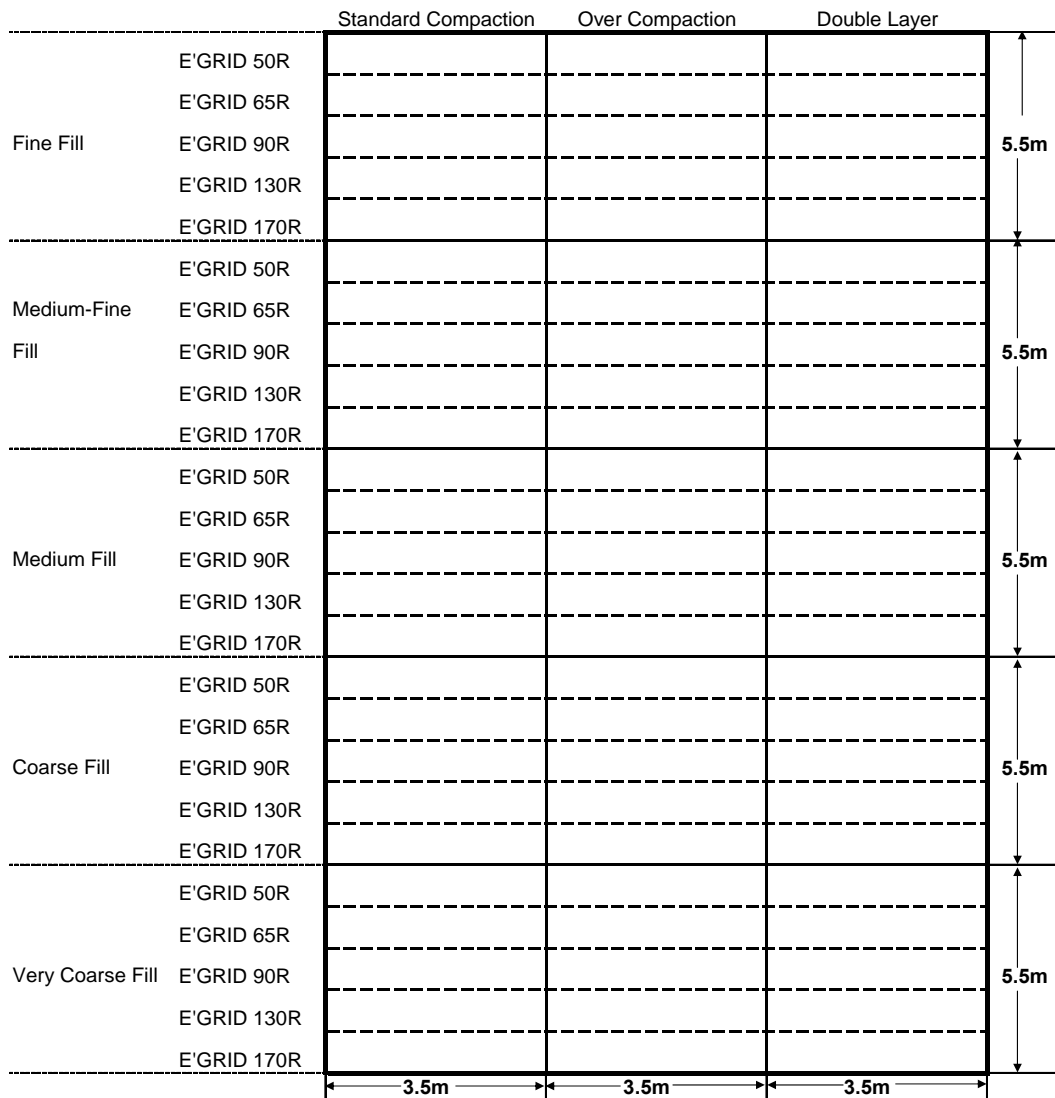 Standard Compaction Over Compaction Double Layer
E'GRID 50R
E'GRID 65R
Fine Fill E'GRID 90R 5.5m
E'GRID 130R
E'GRID 170R
E'GRID 50R
Medium-Fine E'GRID 65R
Fill E'GRID 90R 5.5m
E'GRID 130R
E'GRID 170R
E'GRID 50R
E'GRID 65R
Medium Fill E'GRID 90R 5.5m
E'GRID 130R
E'GRID 170R
E'GRID 50R
E'GRID 65R
Coarse Fill E'GRID 90R 5.5m
E'GRID 130R
E'GRID 170R
E'GRID 50R
E'GRID 65R
Very Coarse Fill E'GRID 90R 5.5m
E'GRID 130R
E'GRID 170R
3.5m 3.5m 3.5m